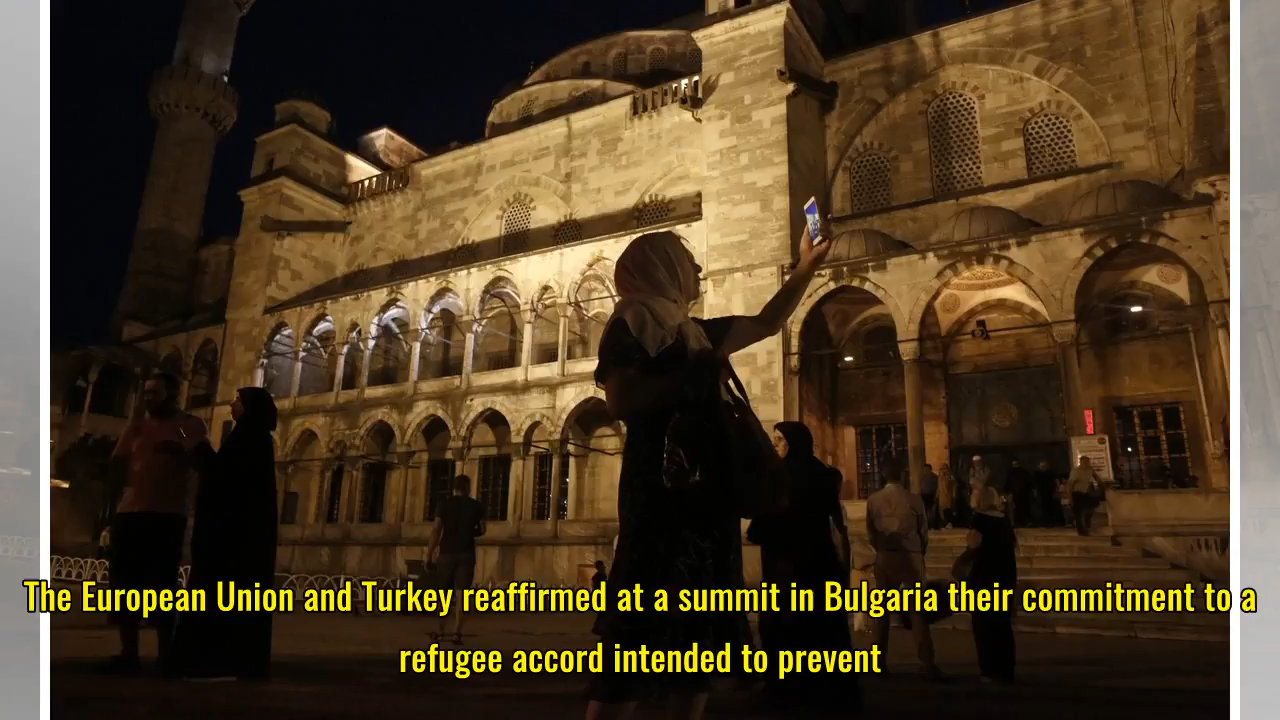 The European Union and Turkey reaffirmed at a summit in Bulgaria their commitment to a
refugee accord intended to prevent